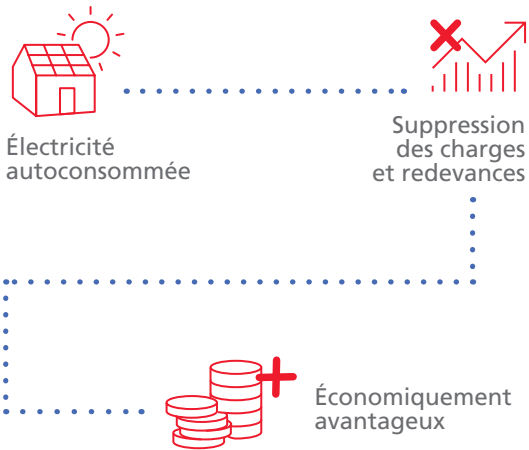 Électricité
autoconsommée
Suppression
des charges
et redevances
Économiquement
avantageux